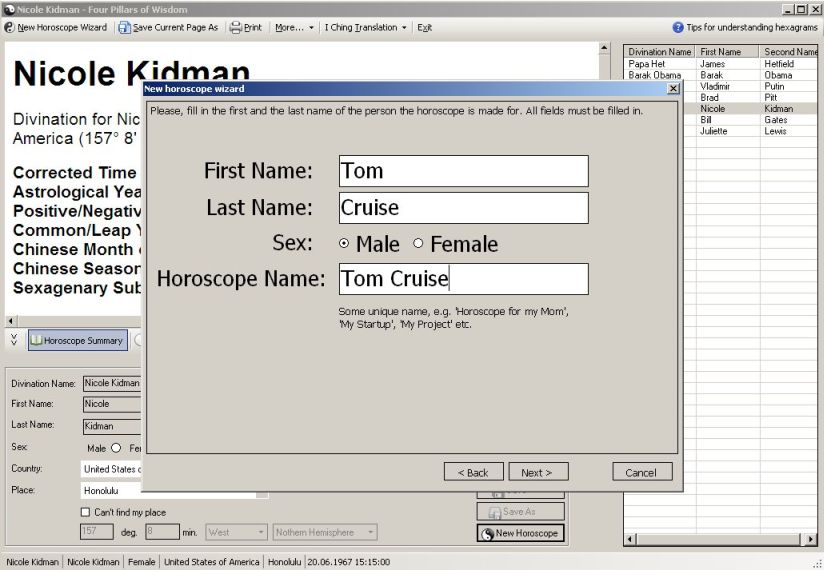 Nicole Kidman - Four Pillars of Wisdom
New Horoscope Wizard Save Current Page As Print More... I Ching Translation Exit Tips for understanding hexagrams
Nicole Kidman
Divination for Nic
America (157° 8'
Corrected Time
Astrological Yea
Positive/Negativ
Common/Leap Y
Chinese Month
Chinese Season
Sexagenary Sub
Divination Name First Name Second Name
Papa Het James Hetfield
Barak Obama Barak Obama
Vladimir Putin
Brad Pitt
Nicole Kidman
Bill Gates
Juliette Lewis
New horoscope wizard
Please, fill in the first and the last name of the person the horoscope is made for. All fields must be filled in.
First Name: Tom
Last Name: Cruise
Sex: Male Female
Horoscope Name: Tom Cruise
Some unique name, e.g. 'Horoscope for my Mom',
'My Startup', 'My Project' etc.
< Back Next > Cancel
Horoscope Summary
Divination Name: Nicole Kidman
First Name: Nicole
Last Name: Kidman
Sex: Male Fe
Country: United States
Place: Honolulu
Can't find my place
157 deg. 8 min. West Nothern Hemisphere
Save As
New Horoscope
Nicole Kidman Nicole Kidman Female United States of America Honolulu 20.06.1967 15:15:00